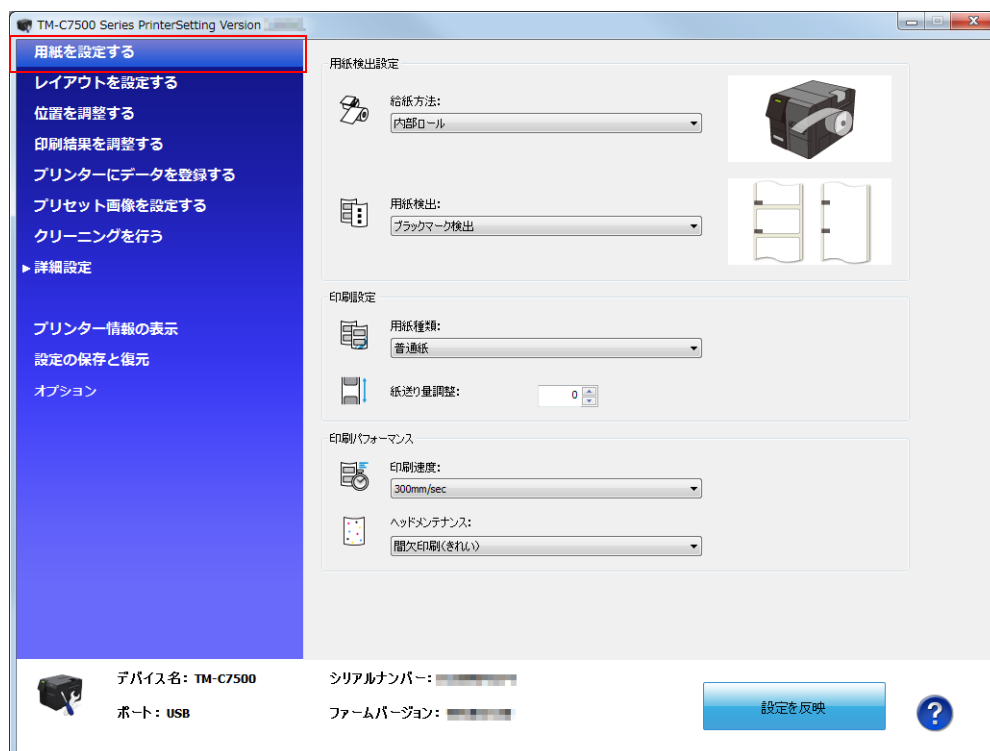 TM-C7500 Series PrinterSetting Version
用紙を設定する
レイアウトを設定する
位置を調整する
印刷結果を調整する
プリンターにデータを登録する
プリセット画像を設定する
クリーニングを行う
詳細設定
プリンター情報の表示
設定の保存と復元
オプション
用紙検出設定
給紙方法:
内部ロール
用紙検出:
ブラックマーク検出
印刷設定
用紙種類:
普通紙
紙送り量調整:
0
印刷パフォーマンス
印刷速度:
300mm/sec
ヘッドメンテナンス:
間欠印刷(きれい)
デバイス名: TM-C7500
シリアルナンバー:
ポート: USB
ファームバージョン:
設定を反映
?